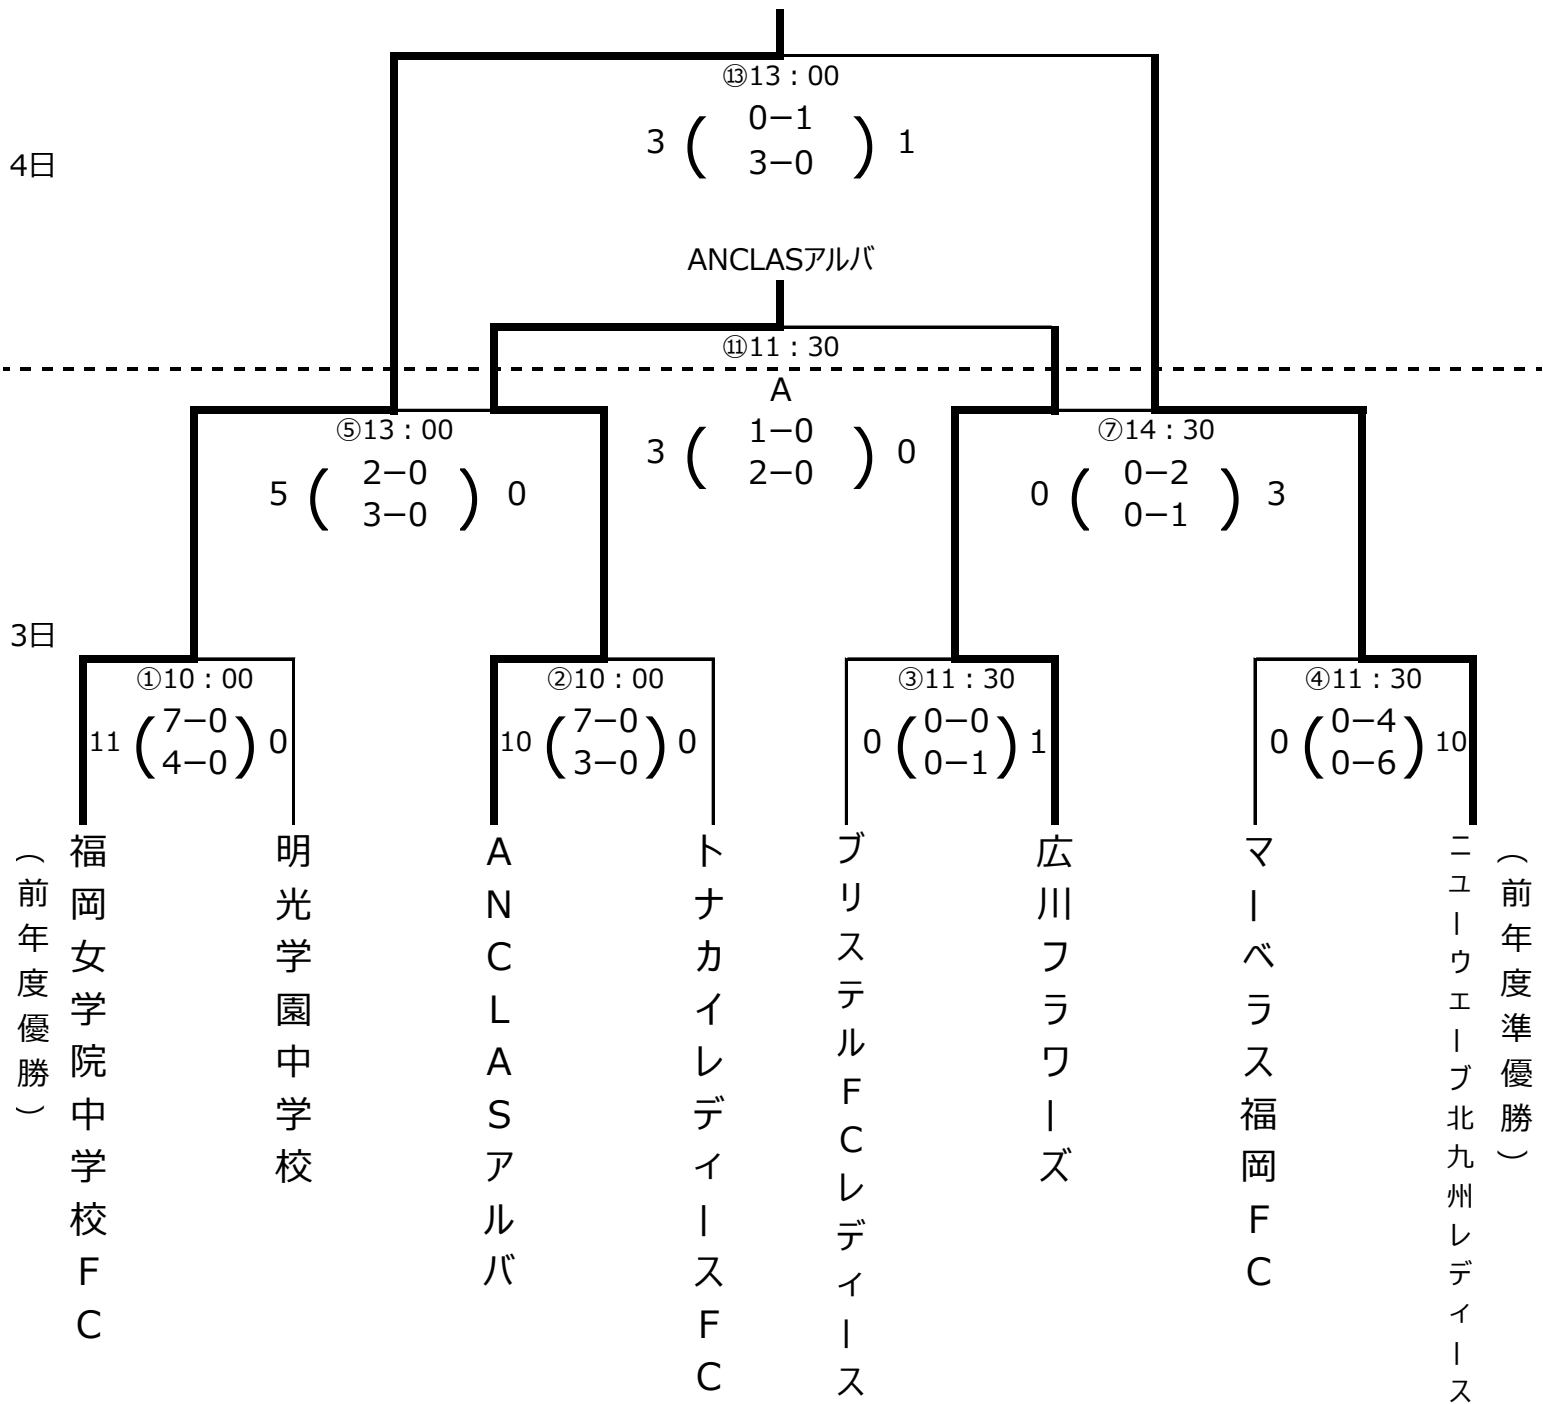 ⑬13：00
3 ( 0−1 ) 1
3−0
4日
ANCLASアルバ
⑪11：30
A
3 ( 1−0 ) 0
2−0
⑤13：00
5 ( 2−0 ) 0
3−0
⑦14：30
0 ( 0−2 ) 3
0−1
3日
①10：00
11 ( 7−0 ) 0
4−0
②10：00
10 ( 7−0 ) 0
3−0
③11：30
0 ( 0−0 ) 1
0−1
④11：30
0 ( 0−4 ) 10
0−6
（前年度優勝）
福岡女学院中学校FC
明光学園中学校
ANCLASアルバ
トナカイレディースFC
ブリステルFCレディース
広川フラワーズ
マーベラス福岡FC
ニューウェーブ北九州レディース
（前年度準優勝）